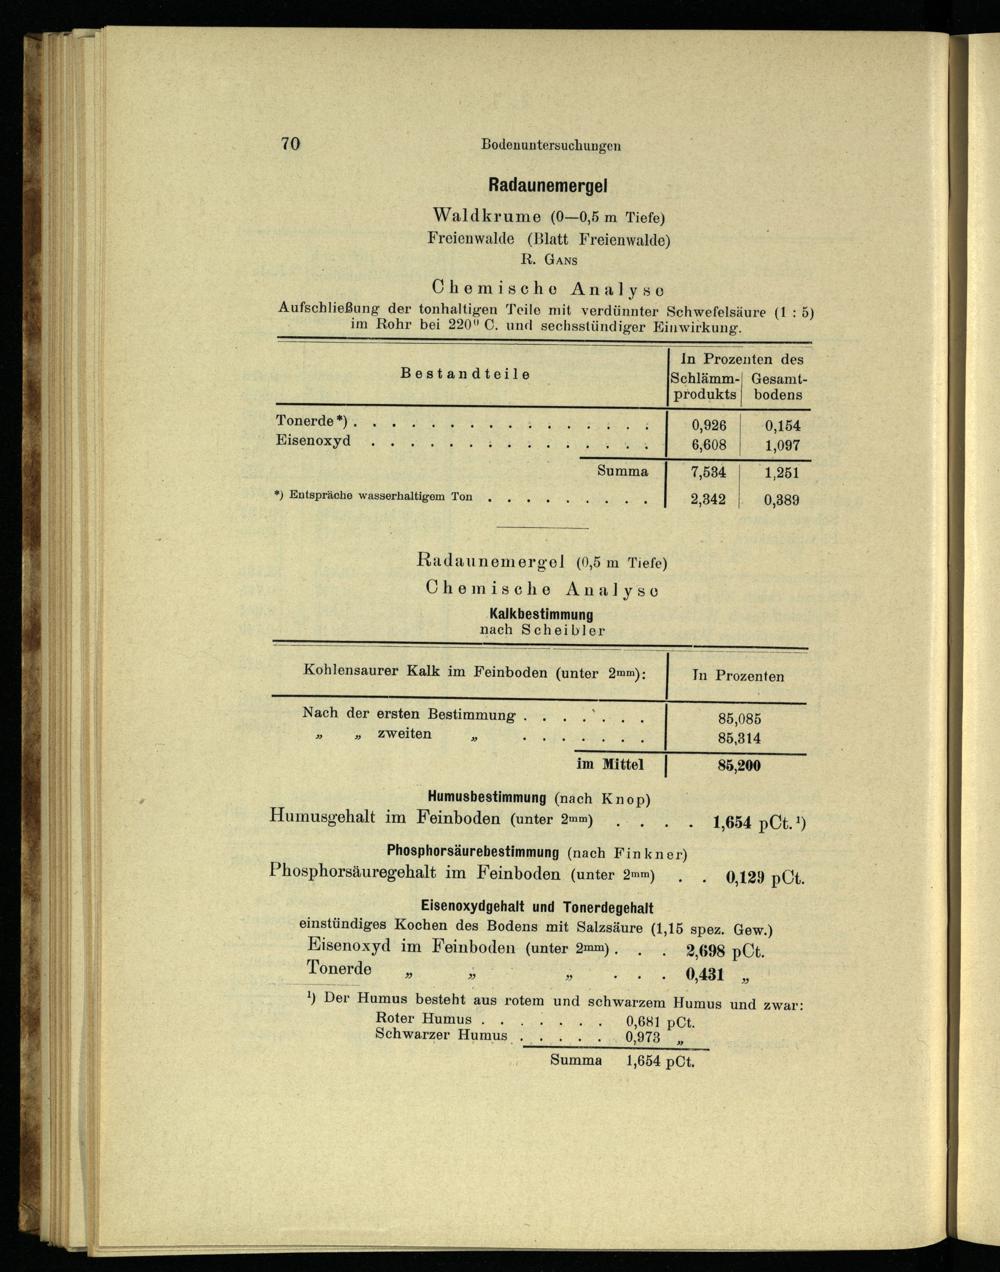 70 Bodenuntersuchungen
Radaunemergel
Waldkrume (0—0,5 m Tiefe)
Freienwalde (Blatt Freienwalde)
R. Gans
Chemische Analyse
Aufschließung der tonhaltigen Teile mit verdünnter Schwefelsäure (1 : 5)
im Rohr bei 220° C. und sechsstündiger Einwirkung.
In Prozenten des
Bestandteile Schlämm- Gesamt-
produkts bodens
Tonerde*) . . . . . . . . . . . . . . . . 0,926 0,154
Eisenoxyd . . . . . . . . . . . . . . . 6,608 1,097
Summa 7,534 1,251
*) Entspräche wasserhaltigem Ton . . . . . . . . . 2,342 0,389
Radaunemergel (0,5 m Tiefe)
Chemische Analyse
Kalkbestimmung
nach Scheibler
Kohlensaurer Kalk im Feinboden (unter 2mm): In Prozenten
Nach der ersten Bestimmung . . . . . . . 85,085
„ „ zweiten „ . . . . . . . 85,314
im Mittel 85,200
Humusbestimmung (nach Knop)
Humusgehalt im Feinboden (unter 2mm) . . . . 1,654 pCt. ¹)
Phosphorsäurebestimmung (nach Finkner)
Phosphorsäuregehalt im Feinboden (unter 2mm) . . 0,129 pCt.
Eisenoxydgehalt und Tonerdegehalt
einstündiges Kochen des Bodens mit Salzsäure (1,15 spez. Gew.)
Eisenoxyd im Feinboden (unter 2mm) . . . 2,698 pCt.
Tonerde „ „ „ . . . 0,431 „
¹) Der Humus besteht aus rotem und schwarzem Humus und zwar:
Roter Humus . . . . . . . 0,681 pCt.
Schwarzer Humus . . . . . 0,973 „
Summa 1,654 pCt.